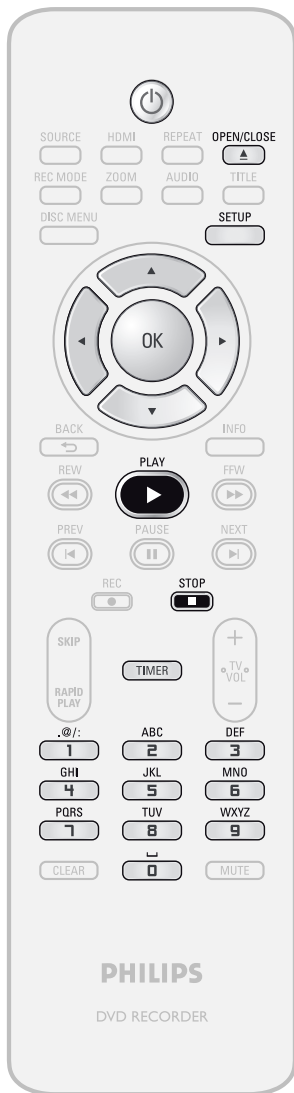 SOURCE HDMI REPEAT OPEN/CLOSE
REC MODE ZOOM AUDIO TITLE
DISC MENU SETUP
OK
BACK INFO
REW PLAY FFW
PREV PAUSE NEXT
REC STOP
SKIP +
TIMER TV
VOL
RAPID
PLAY −
.@/: ABC DEF
1 2 3
GHI JKL MNO
4 5 6
PQRS TUV WXYZ
7 8 9
CLEAR 0 MUTE
PHILIPS
DVD RECORDER